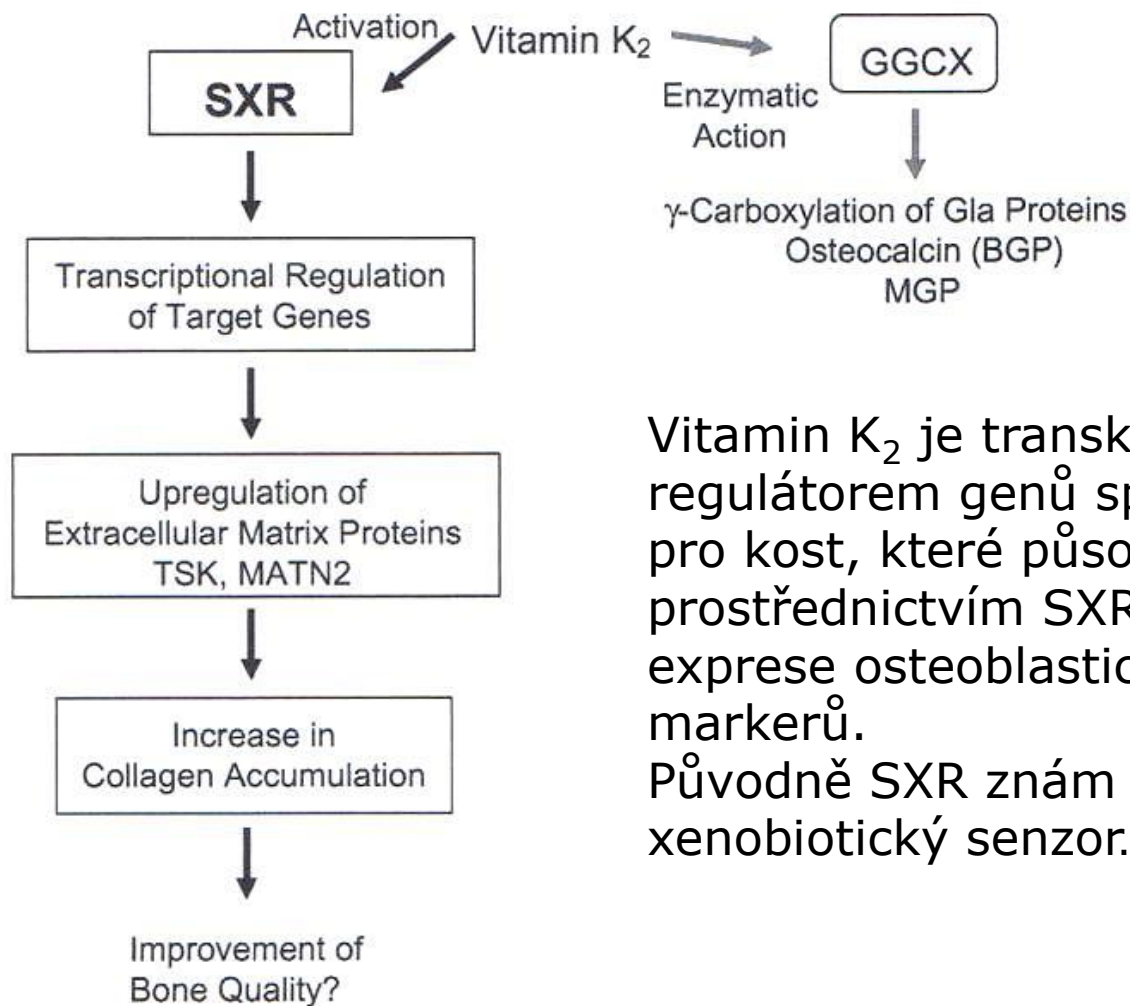 Activation
Vitamin K₂
SXR
GGCX
Enzymatic
Action
γ-Carboxylation of Gla Proteins
Osteocalcin (BGP)
MGP
Transcriptional Regulation
of Target Genes
Upregulation of
Extracellular Matrix Proteins
TSK, MATN2
Increase in
Collagen Accumulation
Improvement of
Bone Quality?
Vitamin K₂ je transk
regulátorem genů sp
pro kost, které půso
prostřednictvím SXR
exprese osteoblastic
markerů.
Původně SXR znám
xenobiotický senzor.